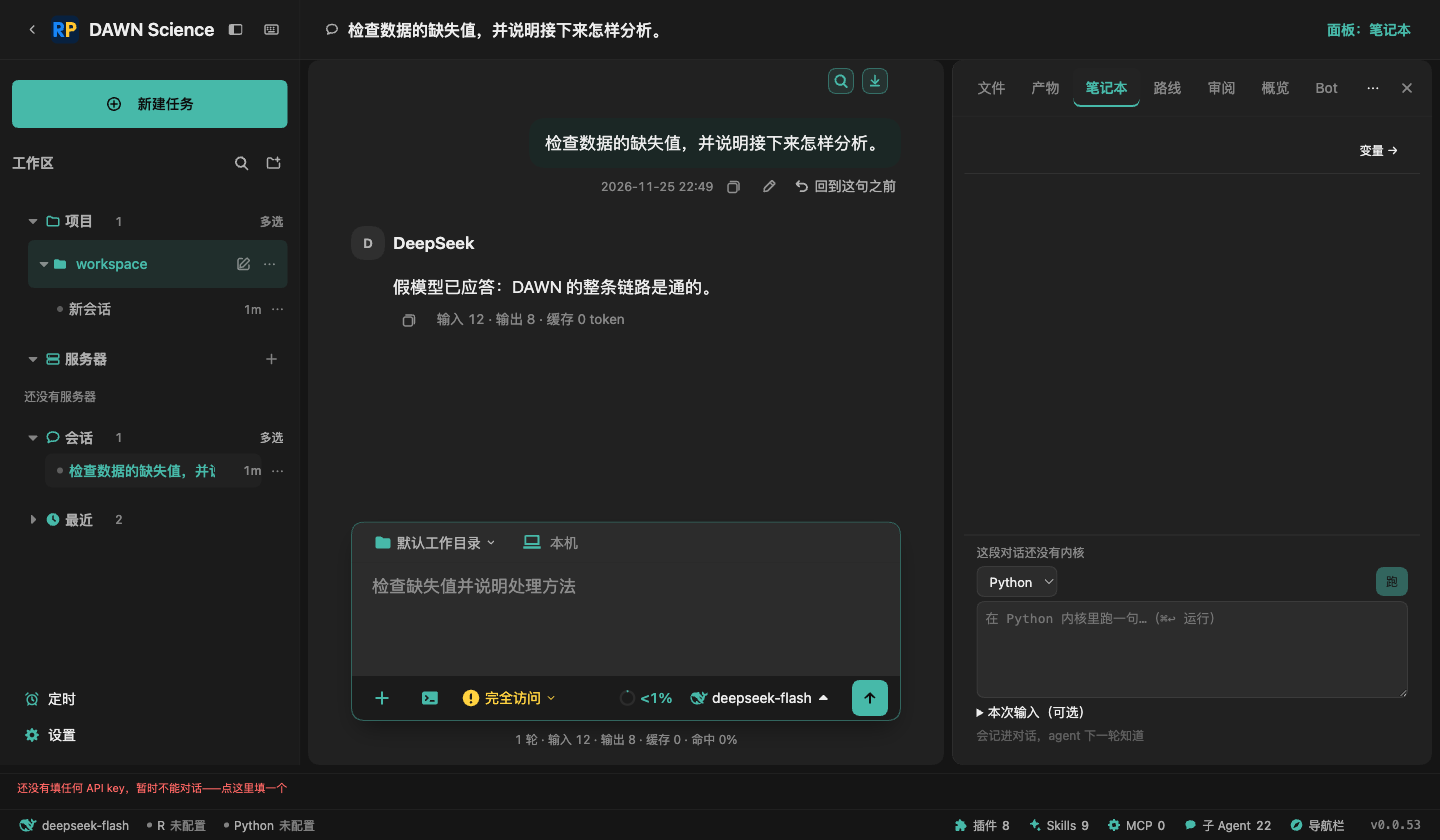 RP DAWN Science
检查数据的缺失值，并说明接下来怎样分析。
面板：笔记本
新建任务
工作区
项目 1 多选
workspace
新会话 1m
服务器
还没有服务器
会话 1 多选
检查数据的缺失值，并 1m
最近 2
定时
设置
检查数据的缺失值，并说明接下来怎样分析。
2026-11-25 22:49 回到这句之前
D DeepSeek
假模型已应答：DAWN 的整条链路是通的。
输入 12 · 输出 8 · 缓存 0 token
默认工作目录 本机
检查缺失值并说明处理方法
完全访问 <1% deepseek-flash
1 轮 · 输入 12 · 输出 8 · 缓存 0 · 命中 0%
文件 产物 笔记本 路线 审阅 概览 Bot
变量 →
这段对话还没有内核
Python 跑
在 Python 内核里跑一句…（⌘↩ 运行）
本次输入（可选）
会记进对话，agent 下一轮知道
还没有填任何 API key，暂时不能对话——点这里填一个
deepseek-flash R 未配置 Python 未配置
插件 8 Skills 9 MCP 0 子 Agent 22 导航栏 v0.0.53